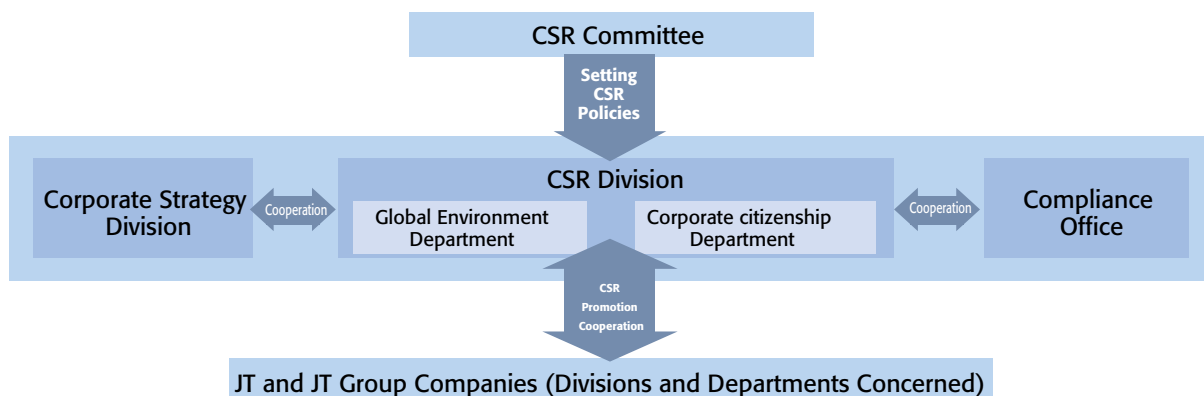 CSR Committee
Setting
CSR
Policies
Corporate Strategy
Division
Cooperation
CSR Division
Global Environment
Department
Corporate citizenship
Department
Cooperation
Compliance
Office
CSR
Promotion
Cooperation
JT and JT Group Companies (Divisions and Departments Concerned)